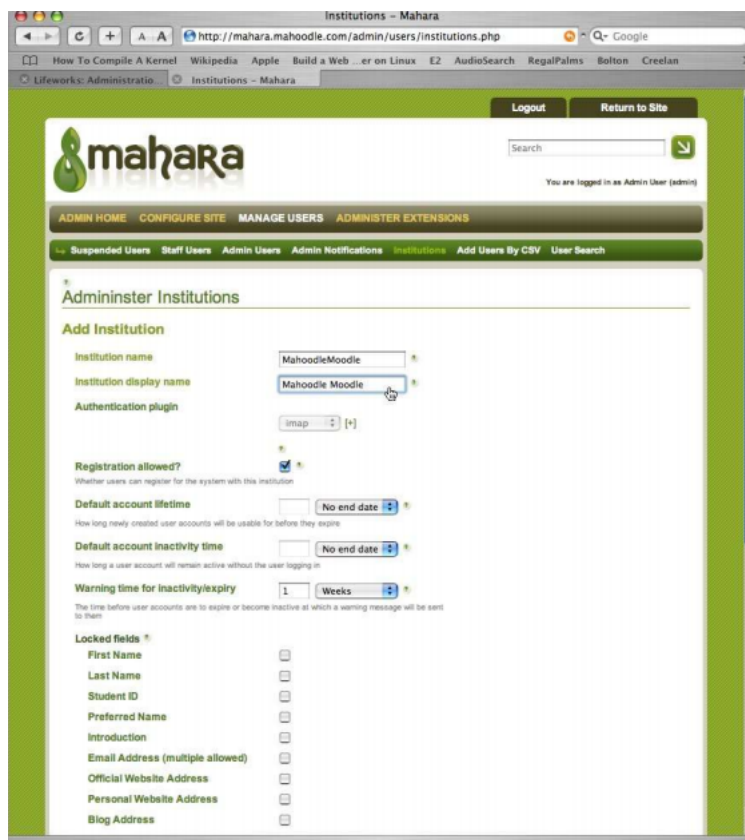 Institutions – Mahara
A A http://mahara.mahoodle.com/admin/users/institutions.php Google
How To Compile A Kernel Wikipedia Apple Build a Web ...er on Linux E2 AudioSearch RegalPalms Bolton Creelan
Lifeworks: Administratio... Institutions – Mahara
Logout Return to Site
mahara
Search
You are logged in as Admin User (admin)
ADMIN HOME CONFIGURE SITE MANAGE USERS ADMINISTER EXTENSIONS
Suspended Users Staff Users Admin Users Admin Notifications Institutions Add Users By CSV User Search
Admininster Institutions
Add Institution
Institution name MahoodleMoodle
Institution display name Mahoodle Moodle
Authentication plugin
imap [+]
Registration allowed?
Whether users can register for the system with this institution
Default account lifetime No end date
How long newly created user accounts will be usable for before they expire
Default account inactivity time No end date
How long a user account will remain active without the user logging in
Warning time for inactivity/expiry 1 Weeks
The time before user accounts are to expire or become inactive at which a warning message will be sent
to them
Locked fields
First Name
Last Name
Student ID
Preferred Name
Introduction
Email Address (multiple allowed)
Official Website Address
Personal Website Address
Blog Address